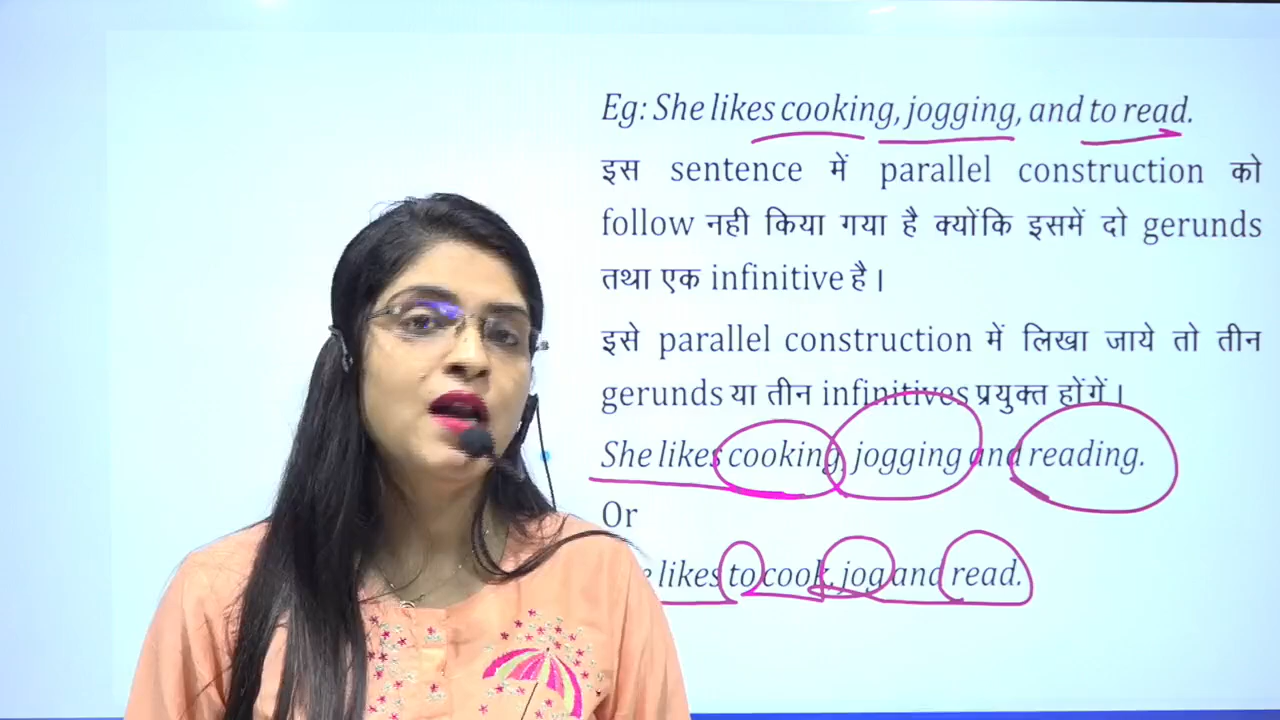 Eg: She likes cooking, jogging, and to read.
इस sentence में parallel construction को
follow नही किया गया है क्योंकि इसमें दो gerunds
तथा एक infinitive है।
इसे parallel construction में लिखा जाये तो तीन
gerunds या तीन infinitives प्रयुक्त होंगें।
She likes cooking, jogging and reading.
Or
likes to cook, jog and read.